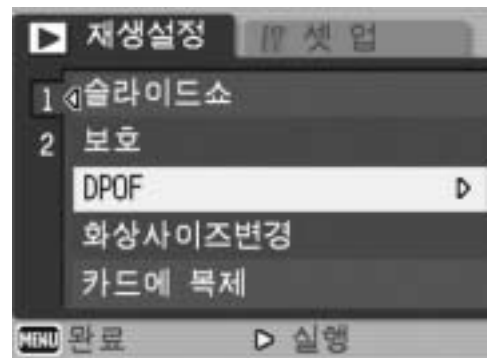 재생설정 셋 업
1 슬라이드쇼
2 보호
DPOF
화상사이즈변경
카드에 복제
MENU 완료 실행